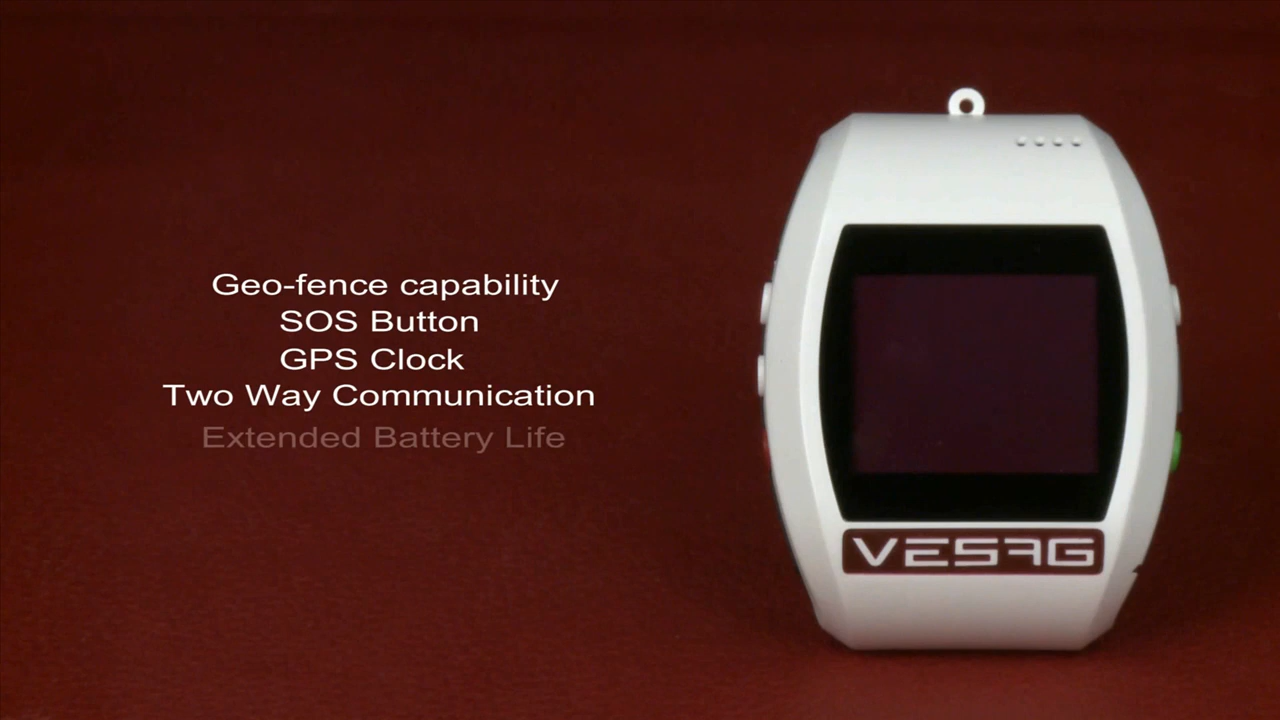 Geo-fence capability
SOS Button
GPS Clock
Two Way Communication
Extended Battery Life
VESAG